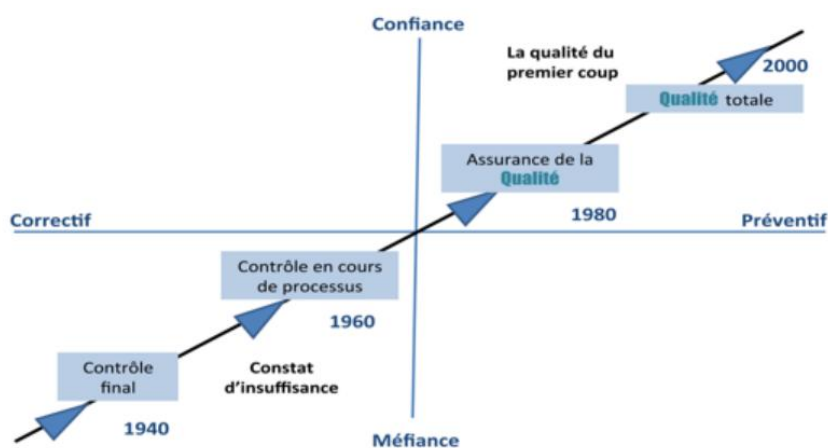 Confiance
La qualité du
premier coup
2000
Qualité totale
Assurance de la
Qualité
1980
Correctif
Préventif
Contrôle en cours
de processus
1960
Contrôle
final
Constat
d'insuffisance
1940
Méfiance